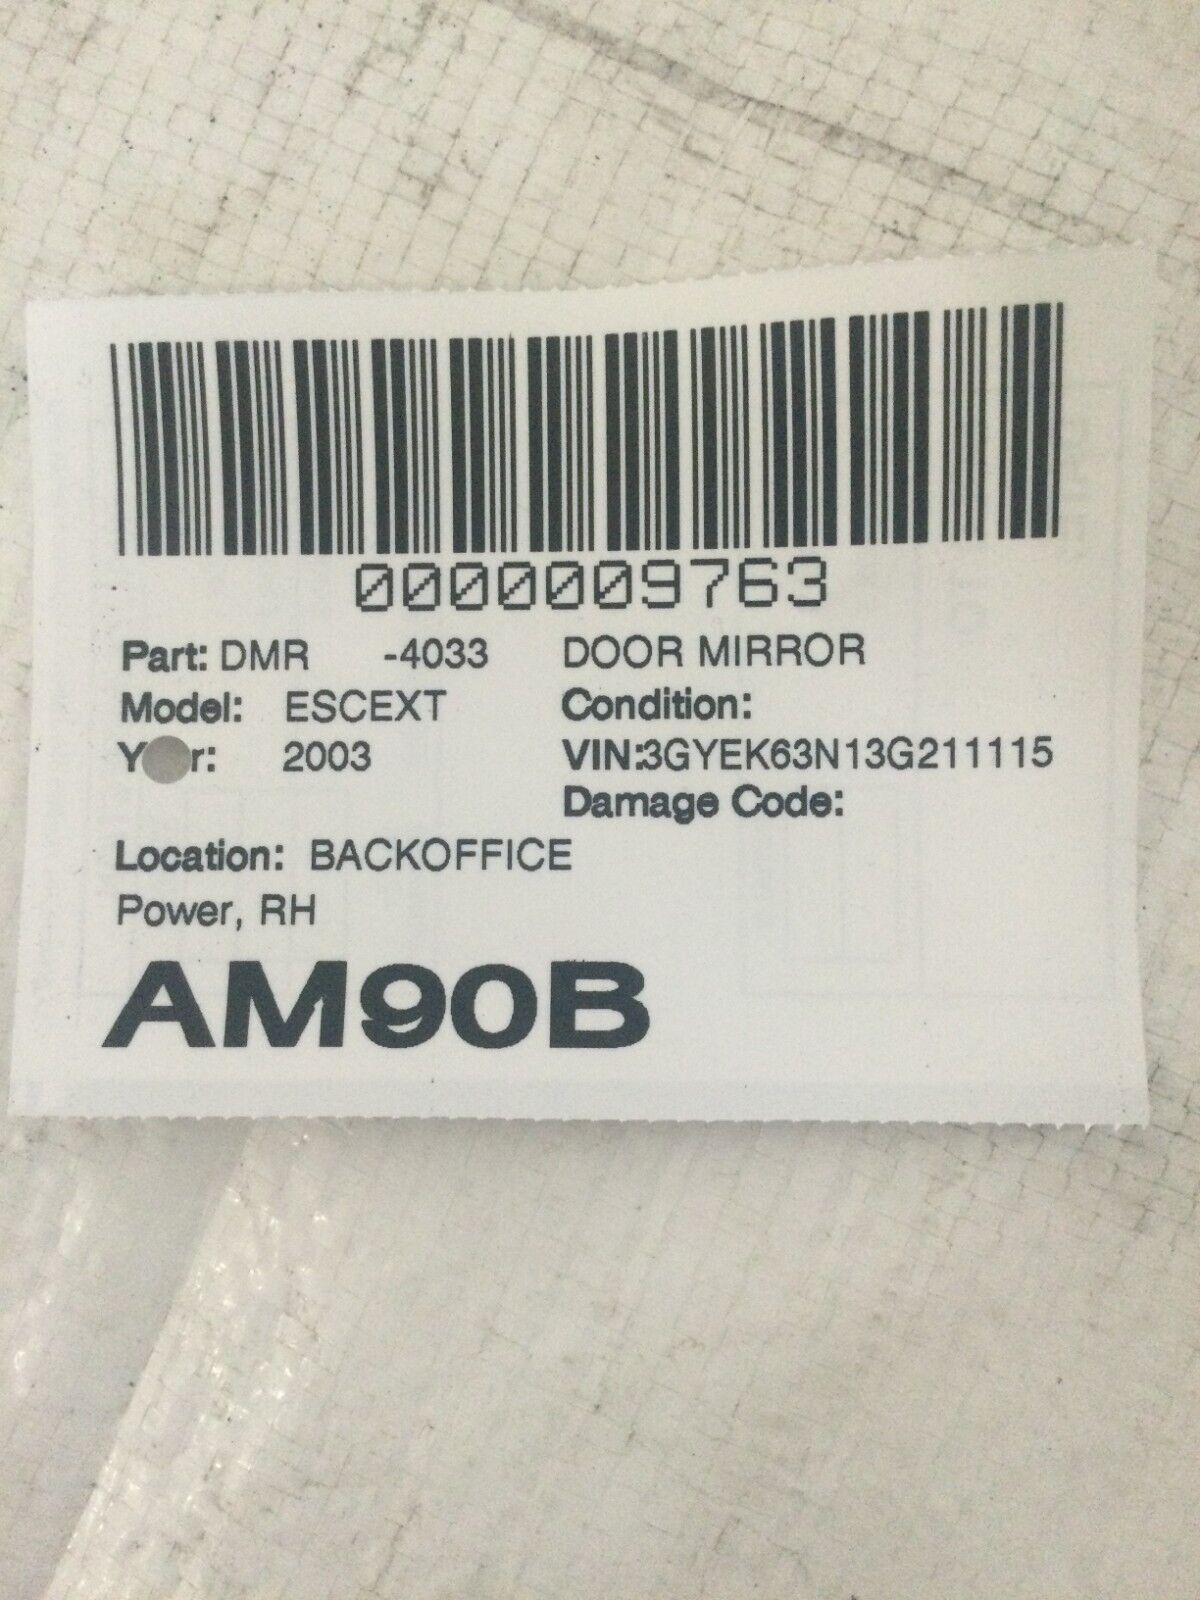 0000009763
Part: DMR -4033 DOOR MIRROR
Model: ESCEXT Condition:
Y r: 2003 VIN:3GYEK63N13G211115
Damage Code:
Location: BACKOFFICE
Power, RH
AM90B